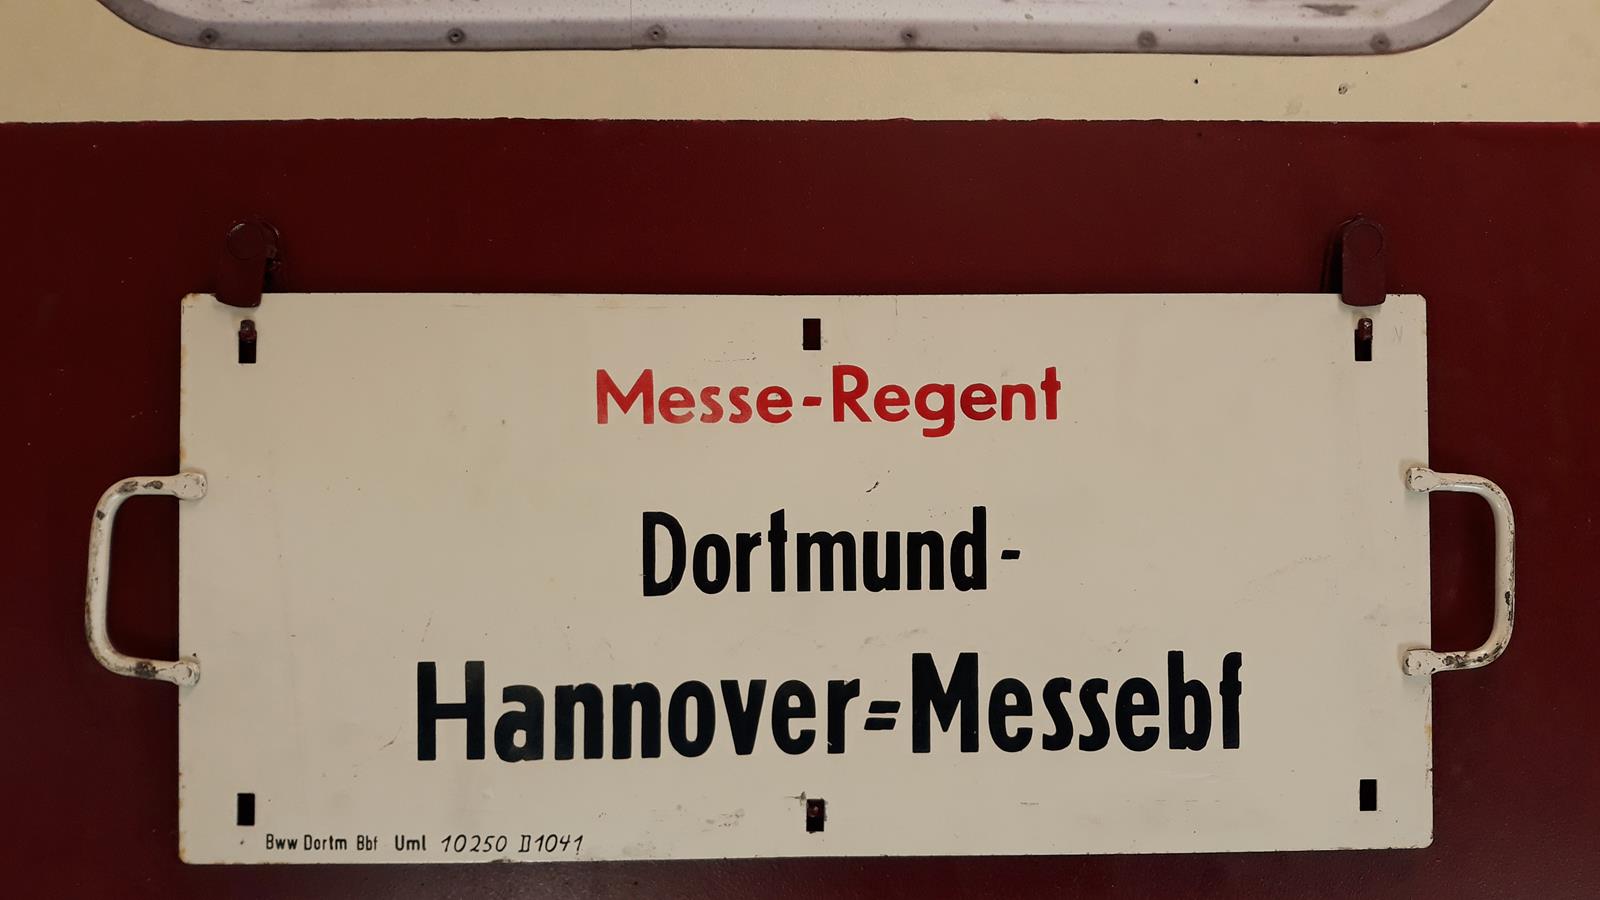 Messe-Regent
Dortmund-
Hannover=Messebf
Bww Dortm Bbf Uml 10250 D1041